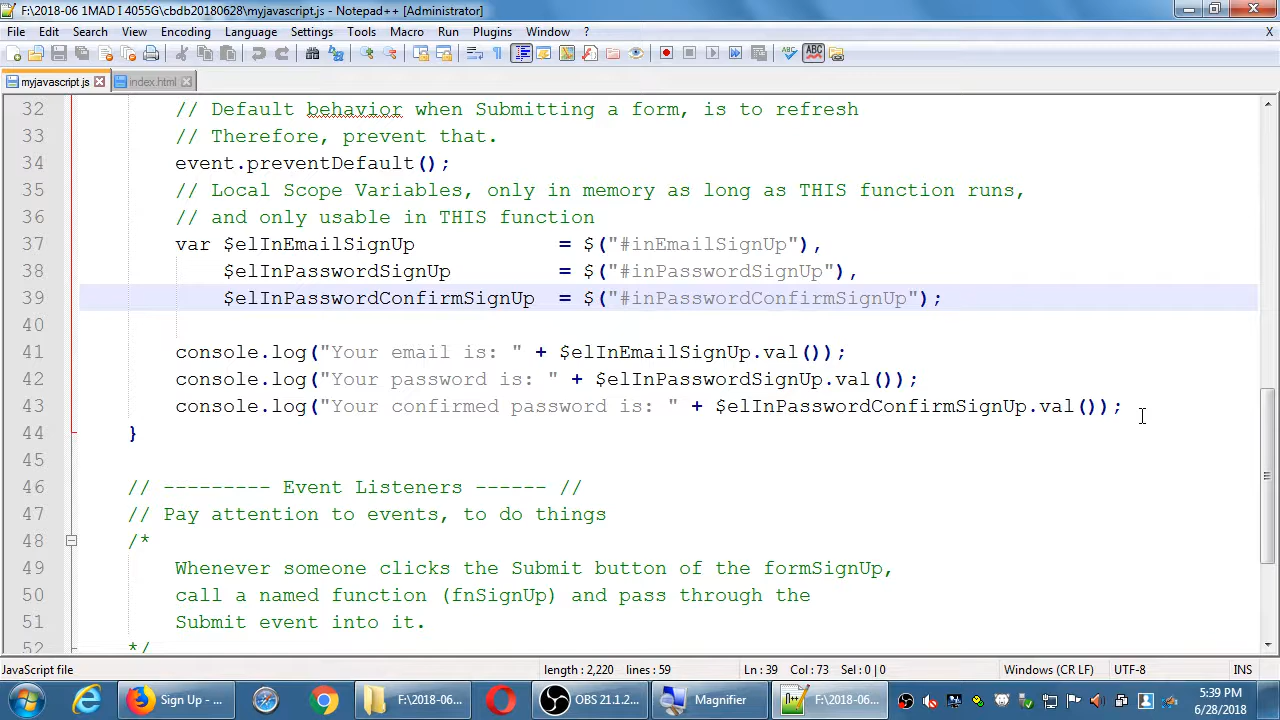 F:\2018-06 1MAD I 4055G\cbdb20180628\myjavascript.js - Notepad++ [Administrator]
File Edit Search View Encoding Language Settings Tools Macro Run Plugins Window ? X
myjavascript.js index.html
32 // Default behavior when Submitting a form, is to refresh
33 // Therefore, prevent that.
34 event.preventDefault();
35 // Local Scope Variables, only in memory as long as THIS function runs,
36 // and only usable in THIS function
37 var $elInEmailSignUp = $("#inEmailSignUp"),
38 $elInPasswordSignUp = $("#inPasswordSignUp"),
39 $elInPasswordConfirmSignUp = $("#inPasswordConfirmSignUp");
40
41 console.log("Your email is: " + $elInEmailSignUp.val());
42 console.log("Your password is: " + $elInPasswordSignUp.val());
43 console.log("Your confirmed password is: " + $elInPasswordConfirmSignUp.val());
44 }
45
46 // --------- Event Listeners ------ //
47 // Pay attention to events, to do things
48 /*
49 Whenever someone clicks the Submit button of the formSignUp,
50 call a named function (fnSignUp) and pass through the
51 Submit event into it.
52 */
JavaScript file length : 2,220 lines : 59 Ln : 39 Col : 73 Sel : 0 | 0 Windows (CR LF) UTF-8 INS
Sign Up - ... F:\2018-06... OBS 21.1.2... Magnifier F:\2018-06... 5:39 PM
6/28/2018